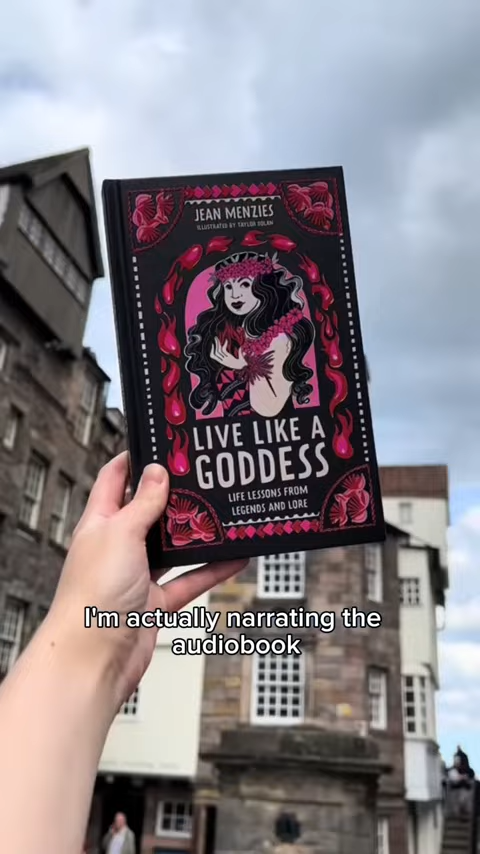 JEAN MENZIES
ILLUSTRATED BY TAYLOR DOLAN
LIVE LIKE A
GODDESS
LIFE LESSONS FROM
LEGENDS AND LORE
I'm actually narrating the
audiobook